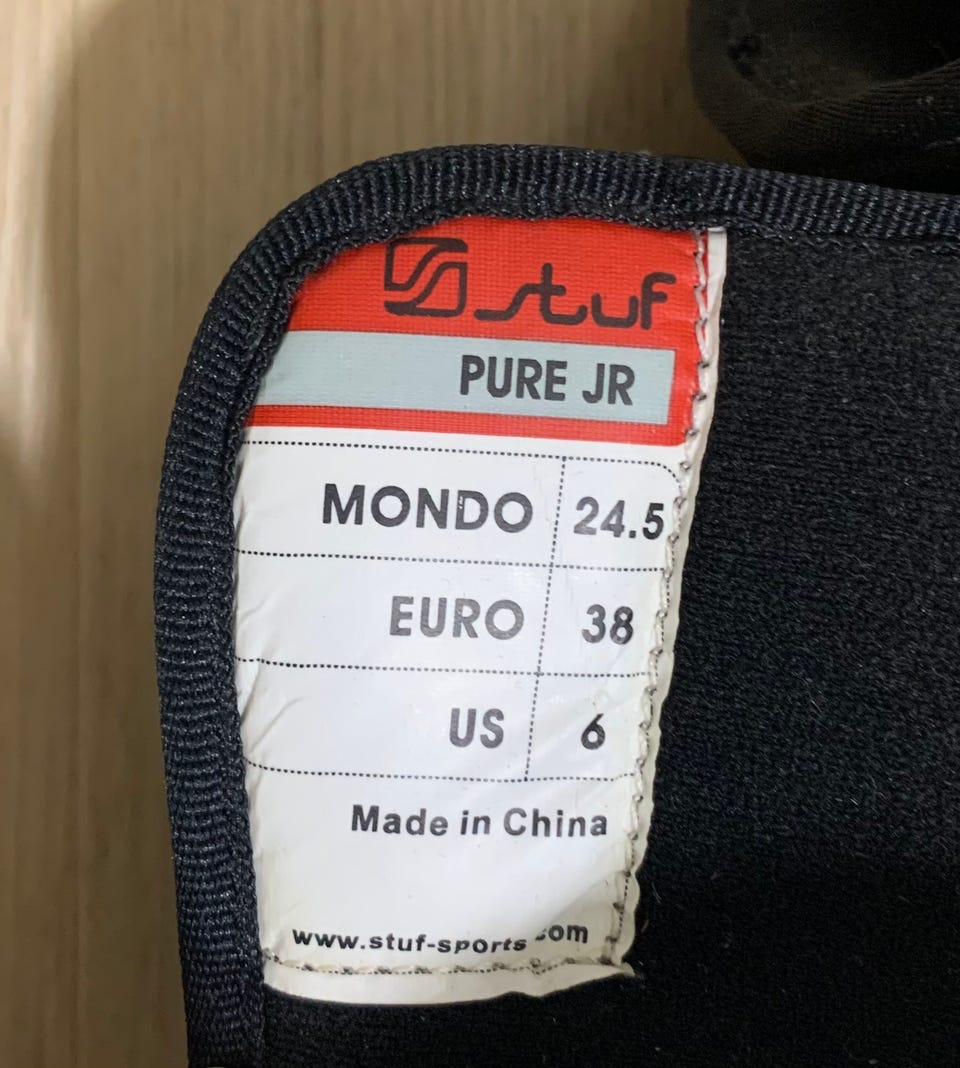 stuf
PURE JR
MONDO 24.5
EURO 38
US 6
Made in China
www.stuf-sports.com